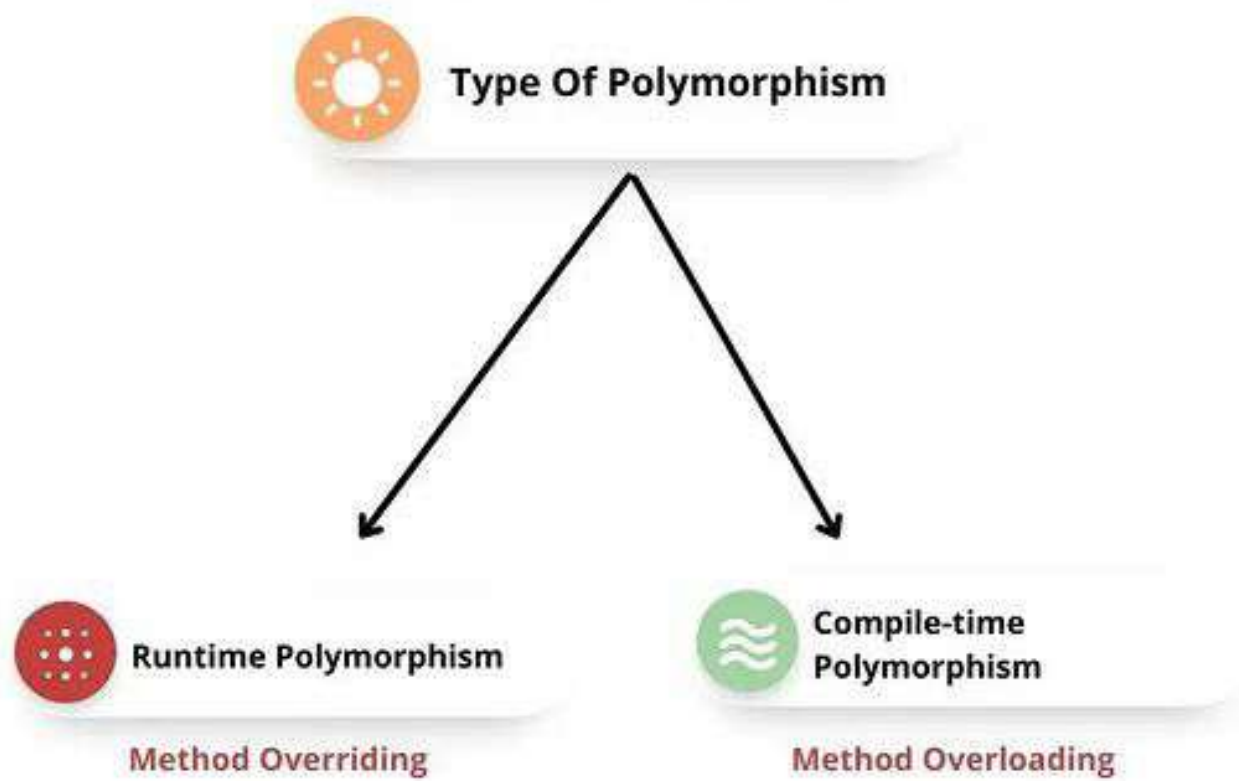 Type Of Polymorphism
Runtime Polymorphism
Method Overriding
Compile-time
Polymorphism
Method Overloading